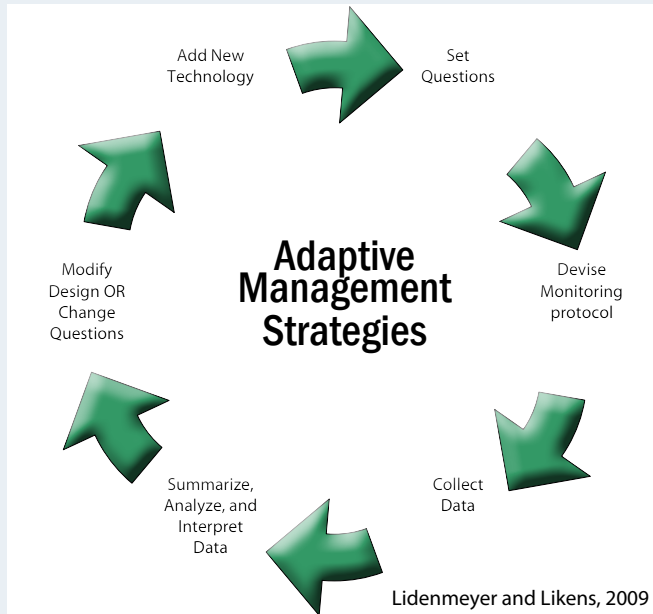 Add New
Technology
Set
Questions
Adaptive
Management
Strategies
Modify
Design OR
Change
Questions
Devise
Monitoring
protocol
Summarize,
Analyze, and
Interpret
Data
Collect
Data
Lidenmeyer and Likens, 2009